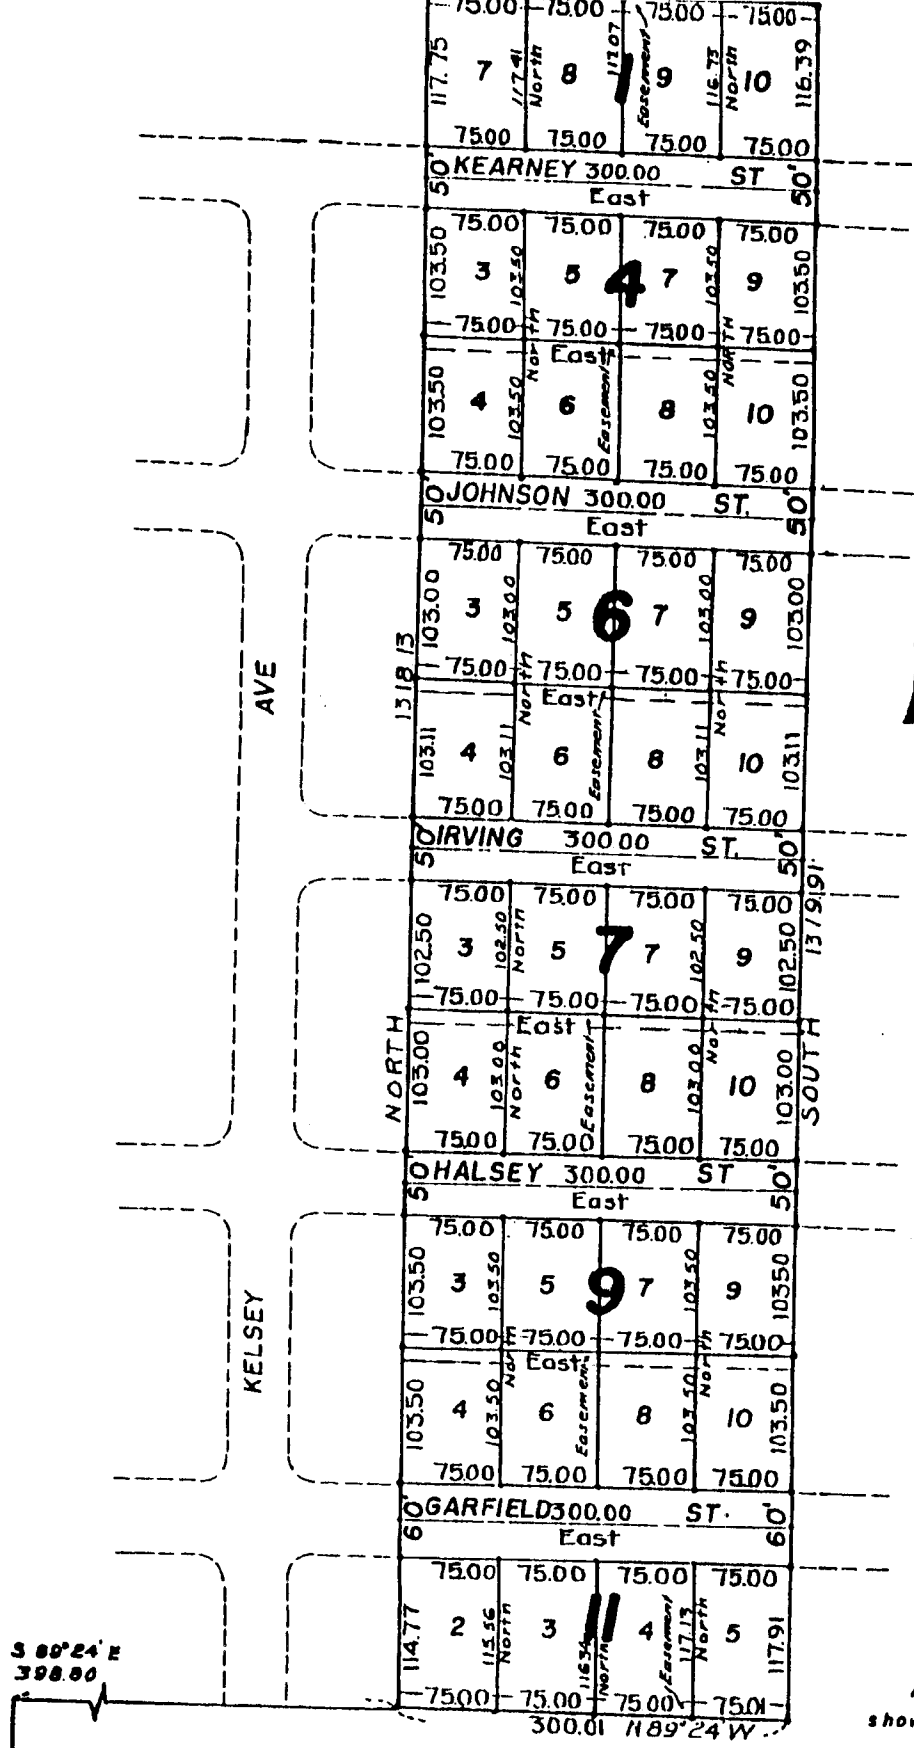 75.00 75.00 75.00 75.00
117.75 7 117.41 North 8 117.07 1 Easement 9 116.73 North 10 116.39
75.00 75.00 75.00 75.00
50' KEARNEY 300.00 ST 50'
East
75.00 75.00 75.00 75.00
103.50 3 103.50 5 4 7 103.50 9 103.50
75.00 75.00 75.00 75.00
North East NORTH
103.50 4 103.50 6 Easement 8 103.50 10 103.50
75.00 75.00 75.00 75.00
50' JOHNSON 300.00 ST. 50'
East
75.00 75.00 75.00 75.00
103.00 3 103.00 5 6 7 103.00 9 103.00
75.00 75.00 75.00 75.00
AVE 1318 13
North East North
103.11 4 103.11 6 Easement 8 103.11 10 103.11
75.00 75.00 75.00 75.00
50' IRVING 300.00 ST. 50'
East
1319.91
75.00 75.00 75.00 75.00
102.50 3 102.50 North 5 7 7 102.50 9 102.50
75.00 75.00 75.00 75.00
East North
NORTH 103.00 4 103.00 North 6 Easement 8 103.00 10 103.00 SOUTH
75.00 75.00 75.00 75.00
50' HALSEY 300.00 ST 50'
East
75.00 75.00 75.00 75.00
103.50 3 103.50 5 9 7 103.50 9 103.50
75.00 75.00 75.00 75.00
KELSEY
East North
103.50 4 103.50 6 Easement 8 103.50 10 103.50
75.00 75.00 75.00 75.00
60' GARFIELD 300.00 ST. 60'
East
75.00 75.00 75.00 75.00
114.77 2 115.56 North 3 116.34 North 11 4 Easement 117.13 North 5 117.91
S 89°24' E
398.80
75.00 75.00 75.00 75.01
300.01 N 89°24' W